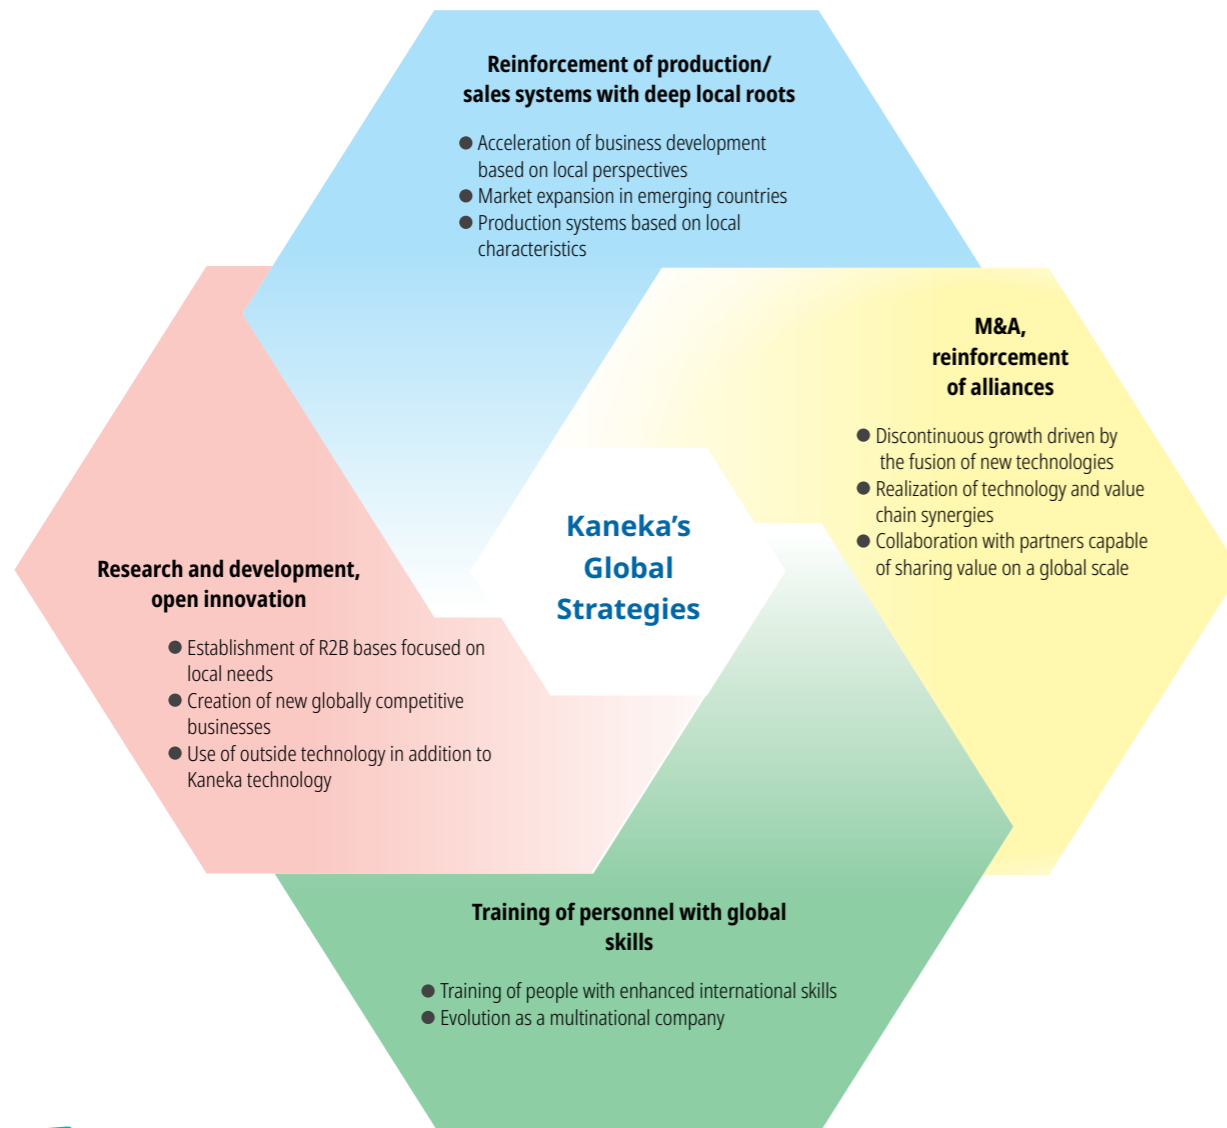 Reinforcement of production/
sales systems with deep local roots
● Acceleration of business development
based on local perspectives
● Market expansion in emerging countries
● Production systems based on local
characteristics
M&A,
reinforcement
of alliances
● Discontinuous growth driven by
the fusion of new technologies
● Realization of technology and value
chain synergies
● Collaboration with partners capable
of sharing value on a global scale
Kaneka’s
Global
Strategies
Research and development,
open innovation
● Establishment of R2B bases focused on
local needs
● Creation of new globally competitive
businesses
● Use of outside technology in addition to
Kaneka technology
Training of personnel with global
skills
● Training of people with enhanced international skills
● Evolution as a multinational company